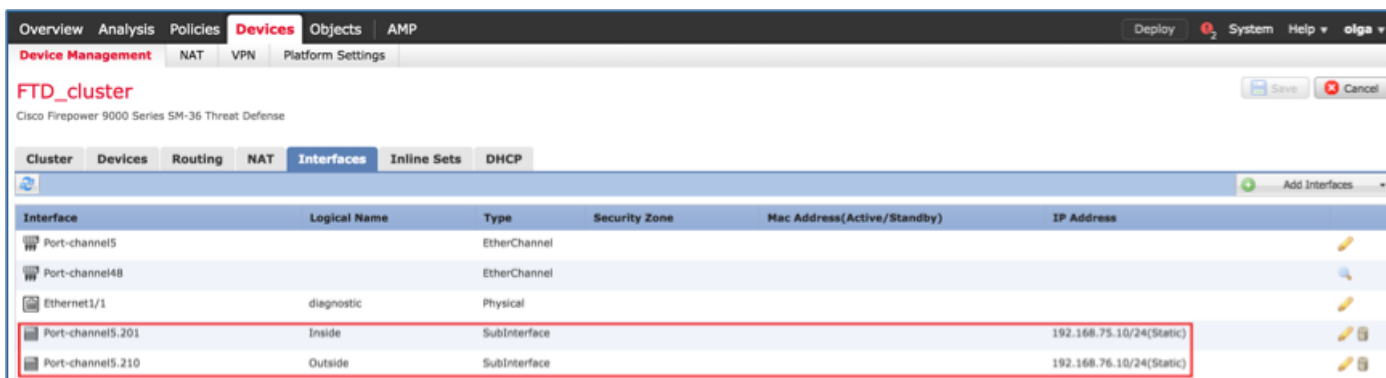 Overview Analysis Policies Devices Objects AMP Deploy 2 System Help olga
Device Management NAT VPN Platform Settings
FTD_cluster
Save Cancel
Cisco Firepower 9000 Series SM-36 Threat Defense
Cluster Devices Routing NAT Interfaces Inline Sets DHCP
Add Interfaces
Interface Logical Name Type Security Zone Mac Address(Active/Standby) IP Address
Port-channel5 EtherChannel
Port-channel48 EtherChannel
Ethernet1/1 diagnostic Physical
Port-channel5.201 Inside SubInterface 192.168.75.10/24(Static)
Port-channel5.210 Outside SubInterface 192.168.76.10/24(Static)